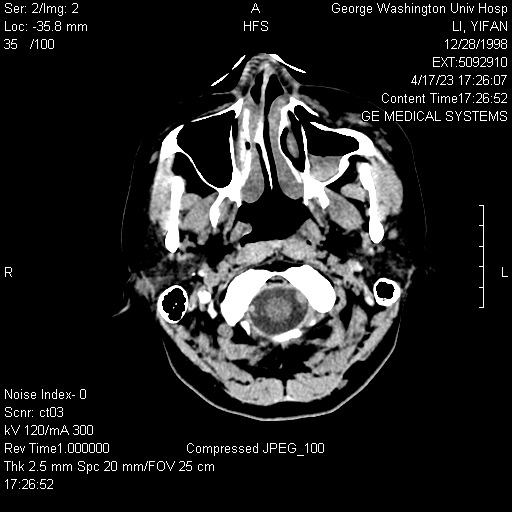 Ser: 2/Img: 2
Loc: -35.8 mm
35 /100
A
HFS
George Washington Univ Hosp
LI, YIFAN
12/28/1998
EXT:5092910
4/17/23 17:26:07
Content Time17:26:52
GE MEDICAL SYSTEMS
R
L
Noise Index- 0
Scnr: ct03
kV 120/mA 300
Rev Time1.000000
Compressed JPEG_100
Thk 2.5 mm Spc 20 mm/FOV 25 cm
17:26:52